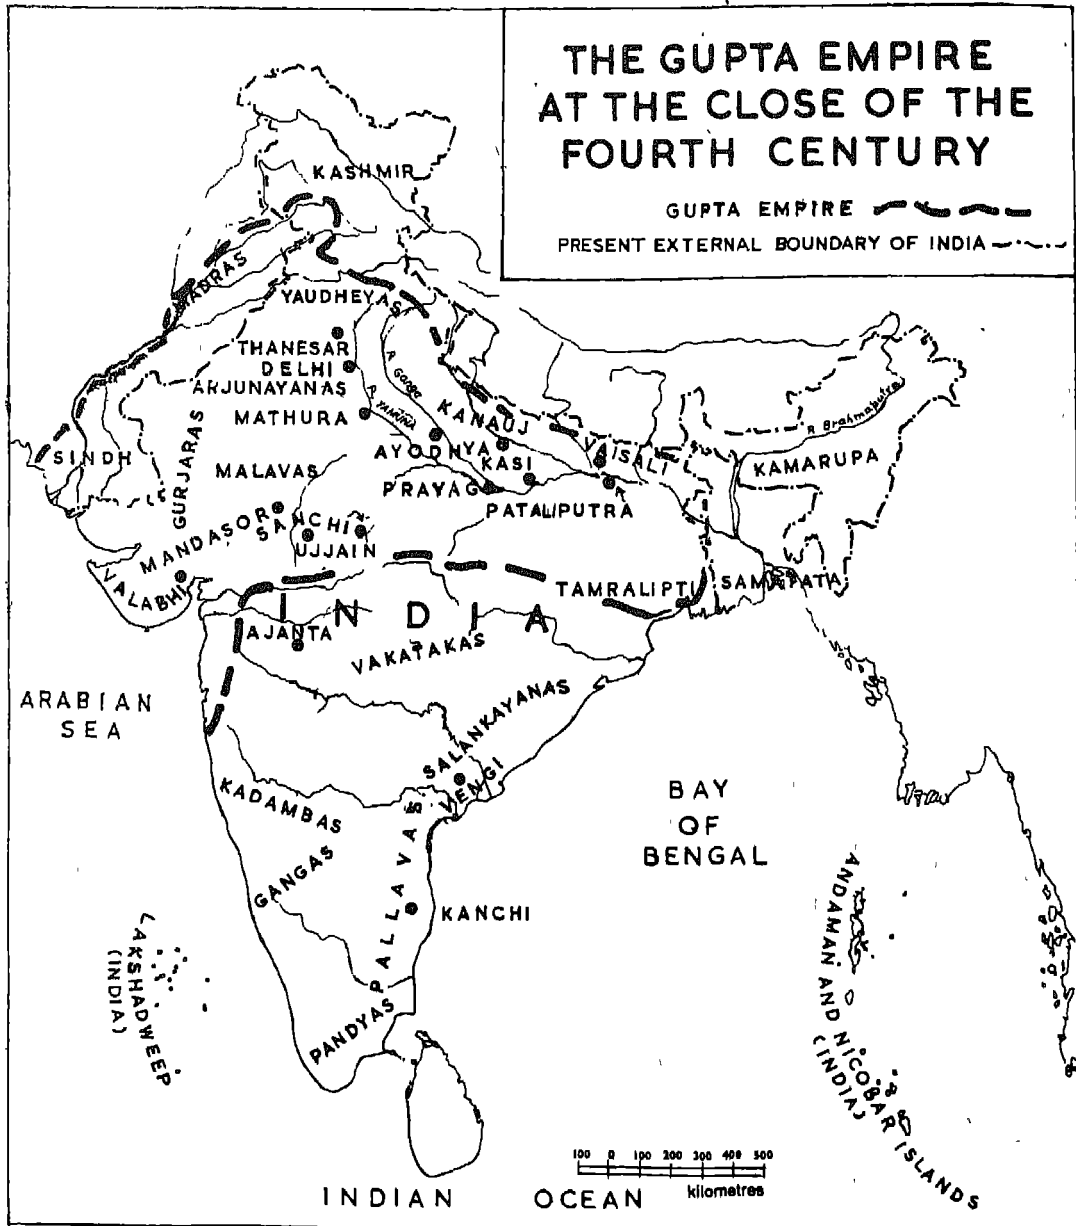 THE GUPTA EMPIRE
AT THE CLOSE OF THE
FOURTH CENTURY
GUPTA EMPIRE
PRESENT EXTERNAL BOUNDARY OF INDIA
KASHMIR
MADRAS
YAUDHEYAS
THANESAR
DELHI
ARJUNAYANAS
MATHURA
R. Ganga
R. YAMUNA
KANAUJ
AYODHYA
KASI
VAISALI
R Brahmaputra
KAMARUPA
SINDH
GURJARAS
MALAVAS
PRAYAG
PATALIPUTRA
MANDASOR
SANCHI
UJJAIN
VALABHI
TAMRALIPTI
SAMATATA
INDIA
AJANTA
VAKATAKAS
ARABIAN
SEA
SALANKAYANAS
VENGI
KADAMBAS
GANGAS
PALLAVAS
KANCHI
PANDYAS
BAY
OF
BENGAL
LAKSHADWEEP
(INDIA)
ANDAMAN AND NICOBAR ISLANDS
(INDIA)
100 0 100 200 400 500
kilometres
INDIAN OCEAN